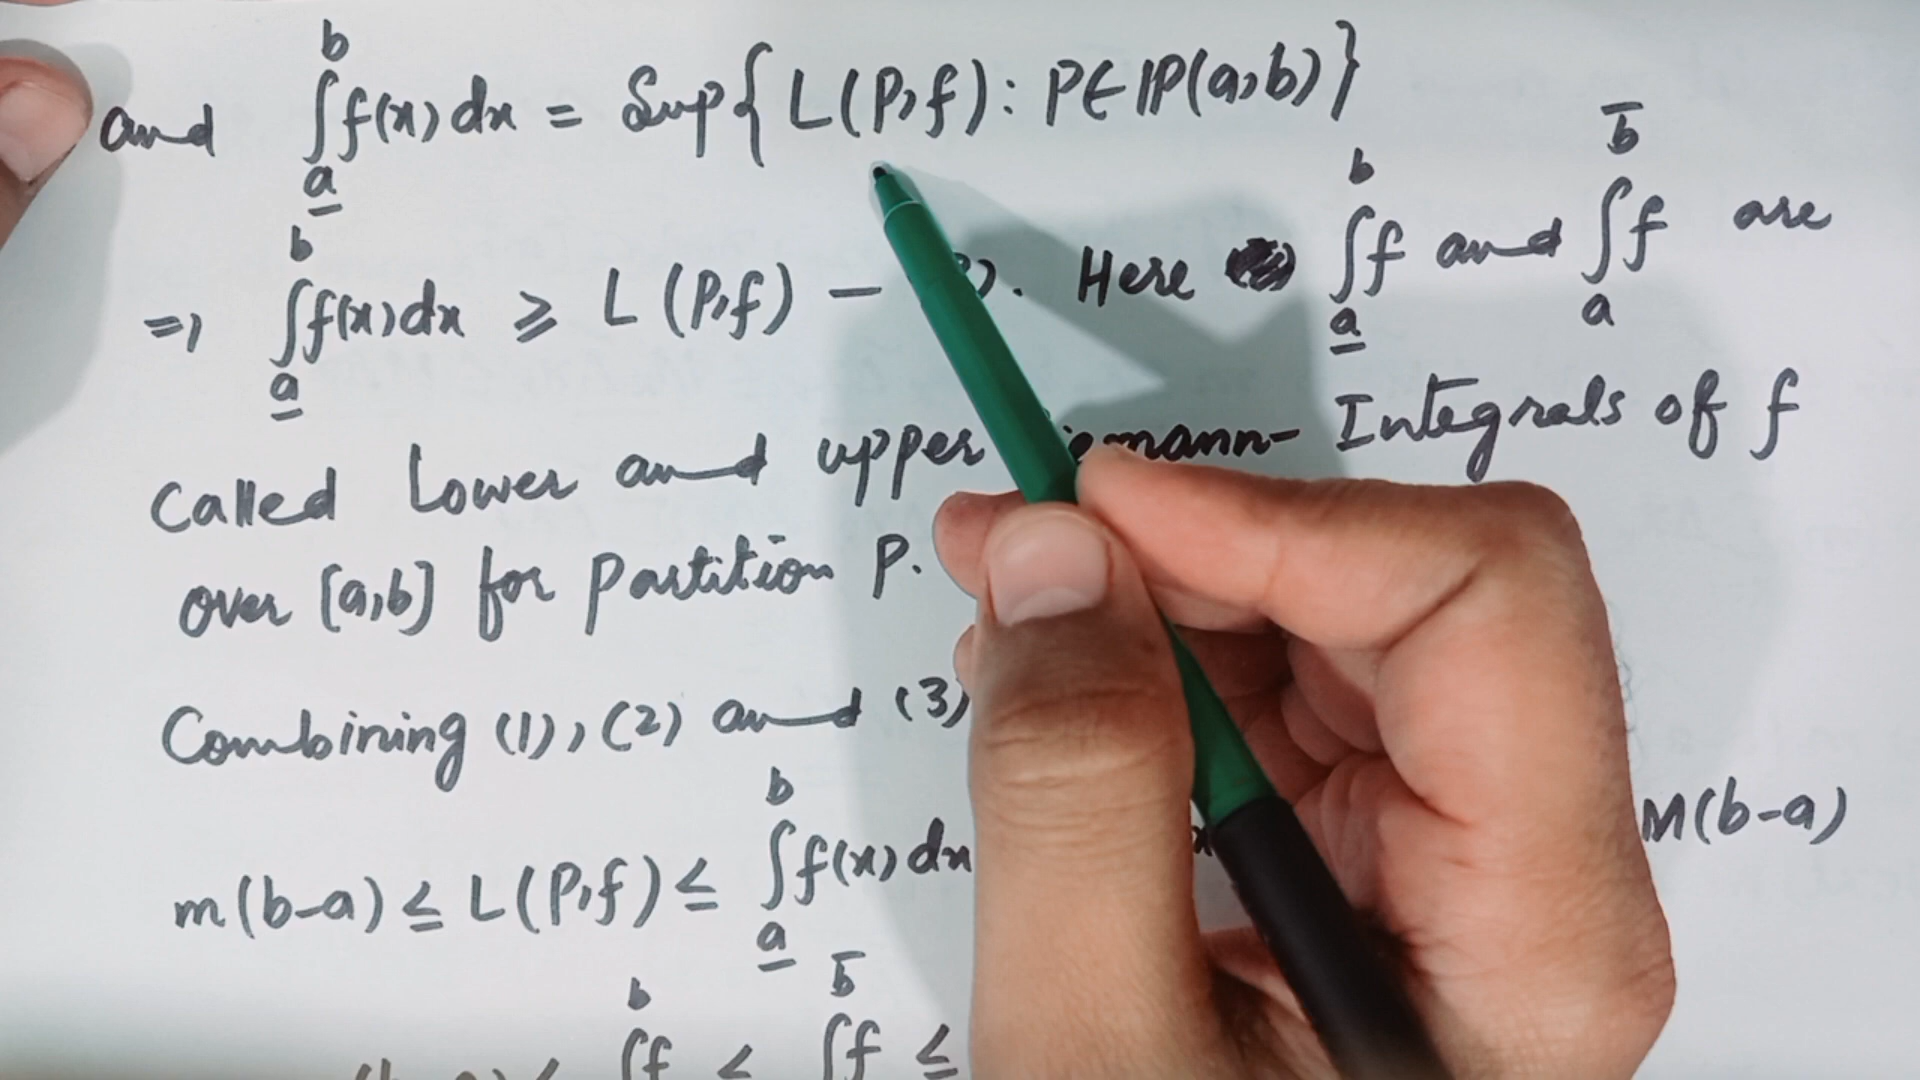 and ∫_a̲^b f(x) dx = Sup{ L(P,f) : P∈ ℙ(a,b)}
=> ∫_a̲^b f(x) dx ≥ L(P,f) — ). Here ∫_a̲^b f and ∫_a^b̅ f are
called Lower and upper Integrals of f
over [a,b] for partition P.
Combining (1), (2) and (3)
m(b-a) ≤ L(P,f) ≤ ∫_a̲^b f(x) dx M(b-a)
∫^b f ≤ ∫^b̅ f ≤